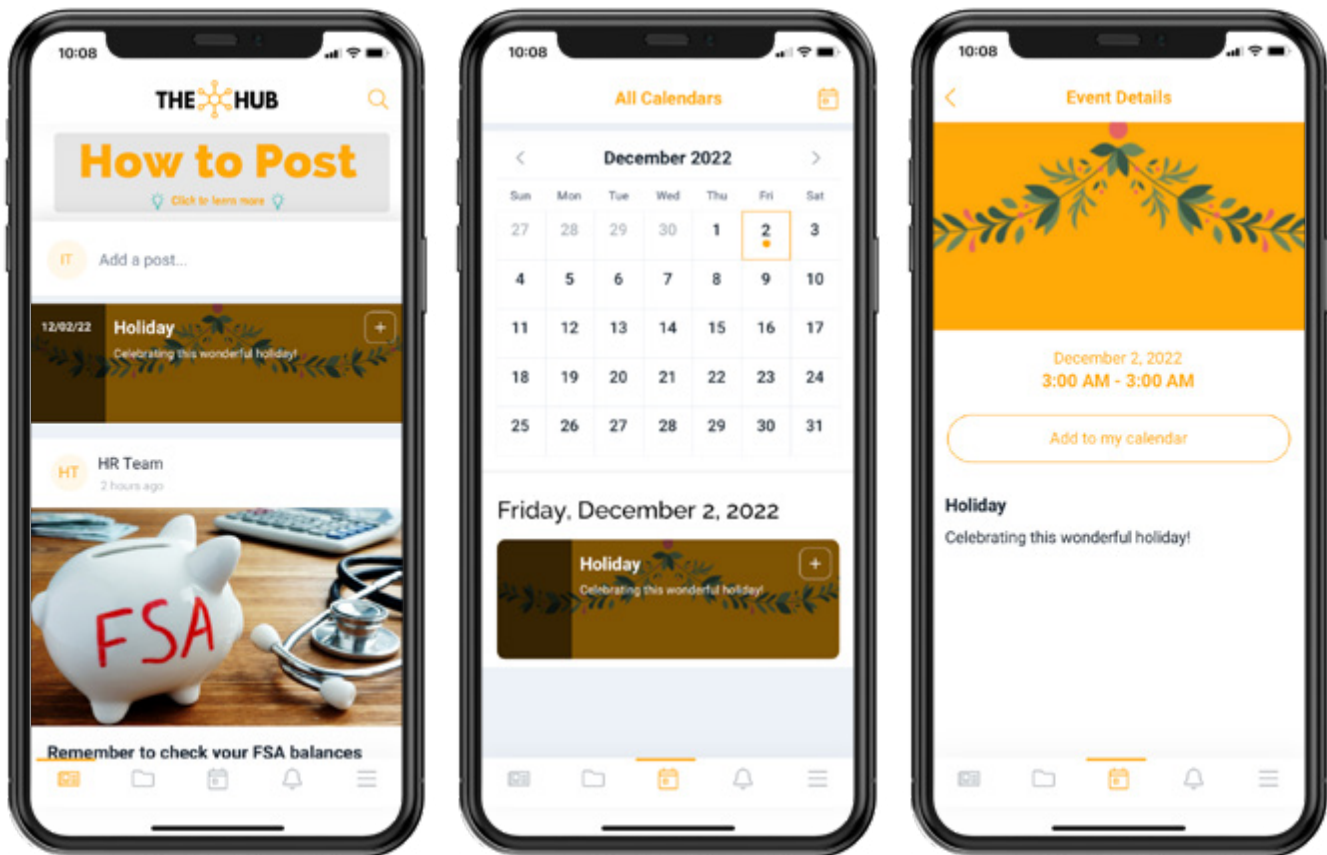 10:08
THE HUB
How to Post
Click to learn more
IT
Add a post...
12/02/22
Holiday
Celebrating this wonderful holiday!
HT
HR Team
2 hours ago
FSA
Remember to check your FSA balances
10:08
All Calendars
December 2022
Sun Mon Tue Wed Thu Fri Sat
27 28 29 30 1 2 3
4 5 6 7 8 9 10
11 12 13 14 15 16 17
18 19 20 21 22 23 24
25 26 27 28 29 30 31
Friday, December 2, 2022
Holiday
Celebrating this wonderful holiday!
10:08
Event Details
December 2, 2022
3:00 AM - 3:00 AM
Add to my calendar
Holiday
Celebrating this wonderful holiday!